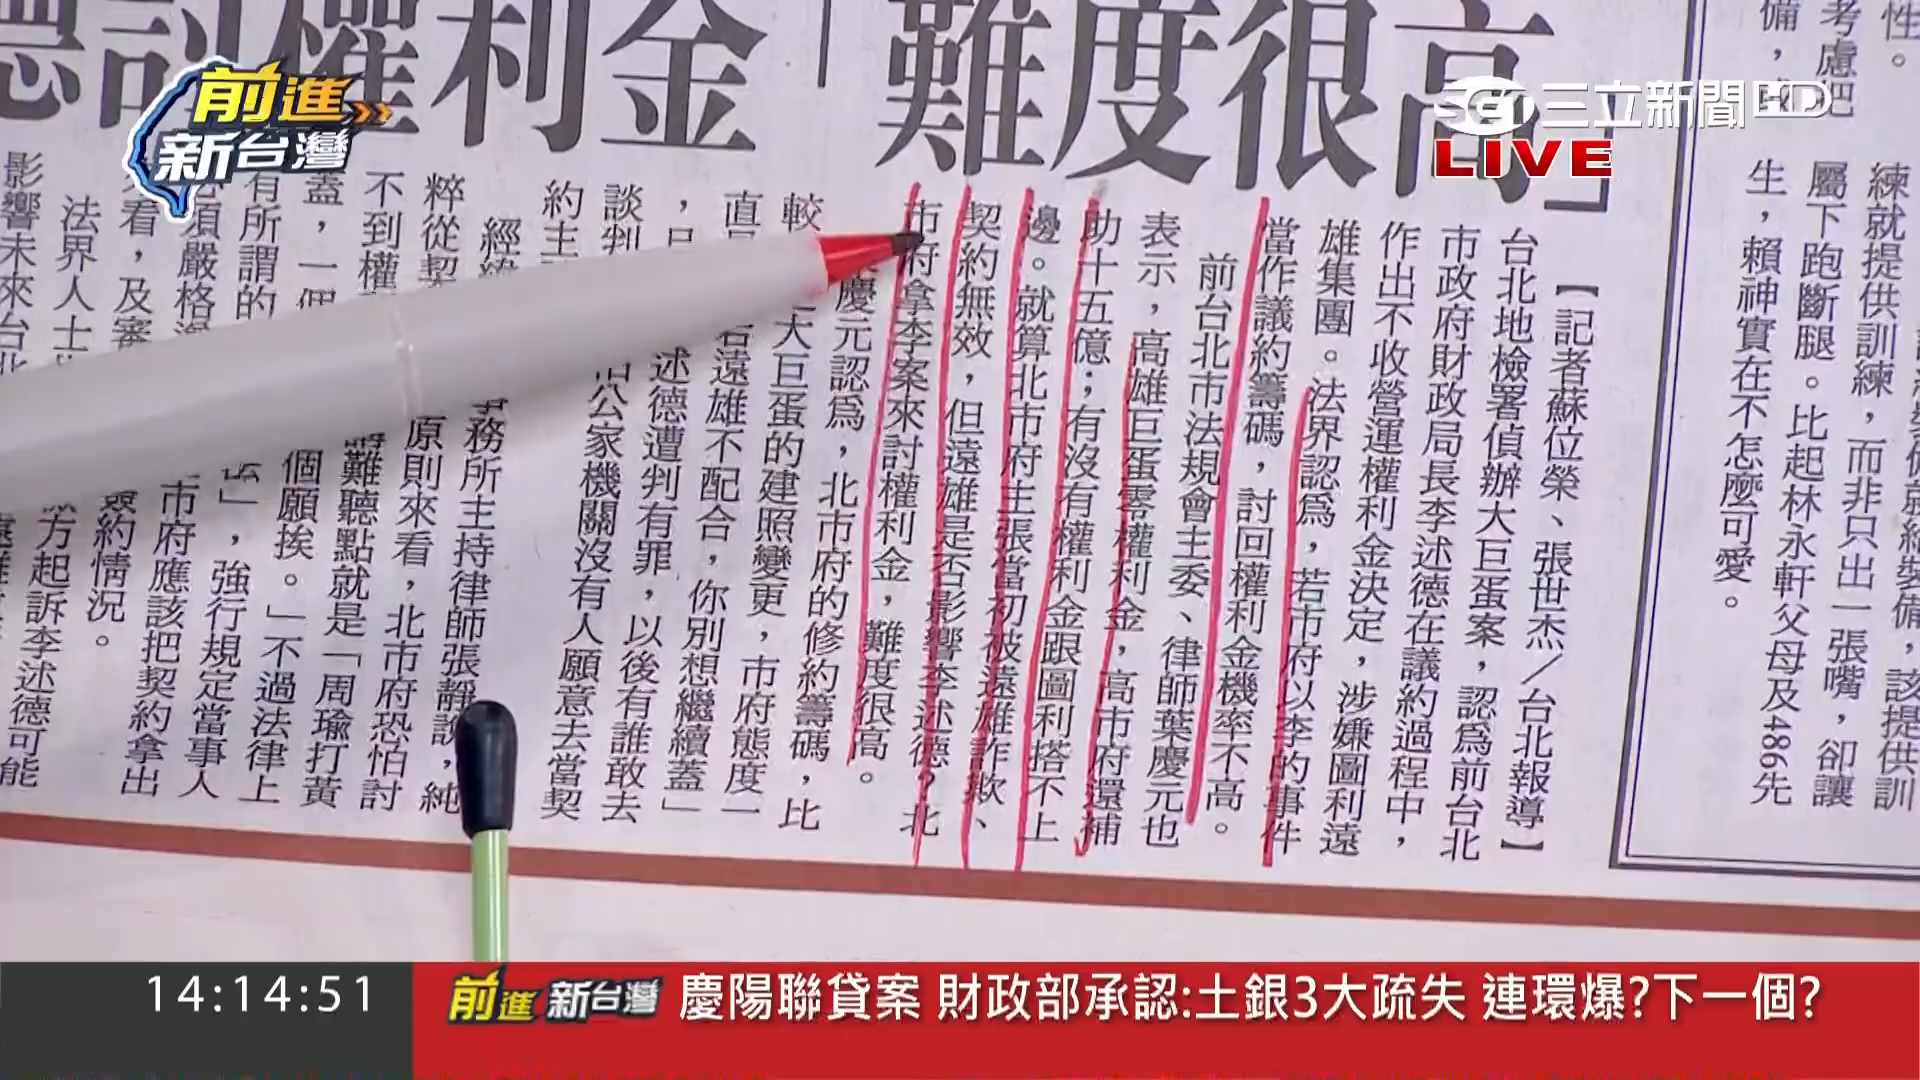 德討權利金「難度很高」
前進
新台灣
SET 三立新聞HD
LIVE
性。
考慮把
備，或
練就提供訓練，而非只出一張嘴，卻讓
屬下跑斷腿。比起林永軒父母及486先
生，賴神實在不怎麼可愛。
【記者蘇位榮、張世杰／台北報導】
台北地檢署偵辦大巨蛋案，認為前台北
市政府財政局長李述德在議約過程中，
作出不收營運權利金決定，涉嫌圖利遠
雄集團。法界認為，若市府以李的事件
當作議約籌碼，討回權利金機率不高。
前台北市法規會主委、律師葉慶元也
表示，高雄巨蛋零權利金，高市府還補
助十五億；有沒有權利金跟圖利搭不上
邊。就算北市府主張當初被遠雄詐欺、
契約無效，但遠雄是否影響李述德？北
市府拿李案來討權利金，難度很高。
慶元認為，北市府的修約籌碼，比
較
大巨蛋的建照變更，市府態度一
直
若遠雄不配合，你別想繼續蓋」
述德遭判有罪，以後有誰敢去
談判
公家機關沒有人願意去當契
約主
務所主持律師張靜說，純
粹從契
原則來看，北市府恐怕討
不到權
難聽點就是「周瑜打黃
蓋，一個
個願挨。」不過法律上
有所謂的
」，強行規定當事人
必須嚴格
市府應該把契約拿出
看，及審
約情況。
法界人士
方起訴李述德可能
影響未來台北
14:14:51
前進新台灣 慶陽聯貸案 財政部承認:土銀3大疏失 連環爆?下一個?